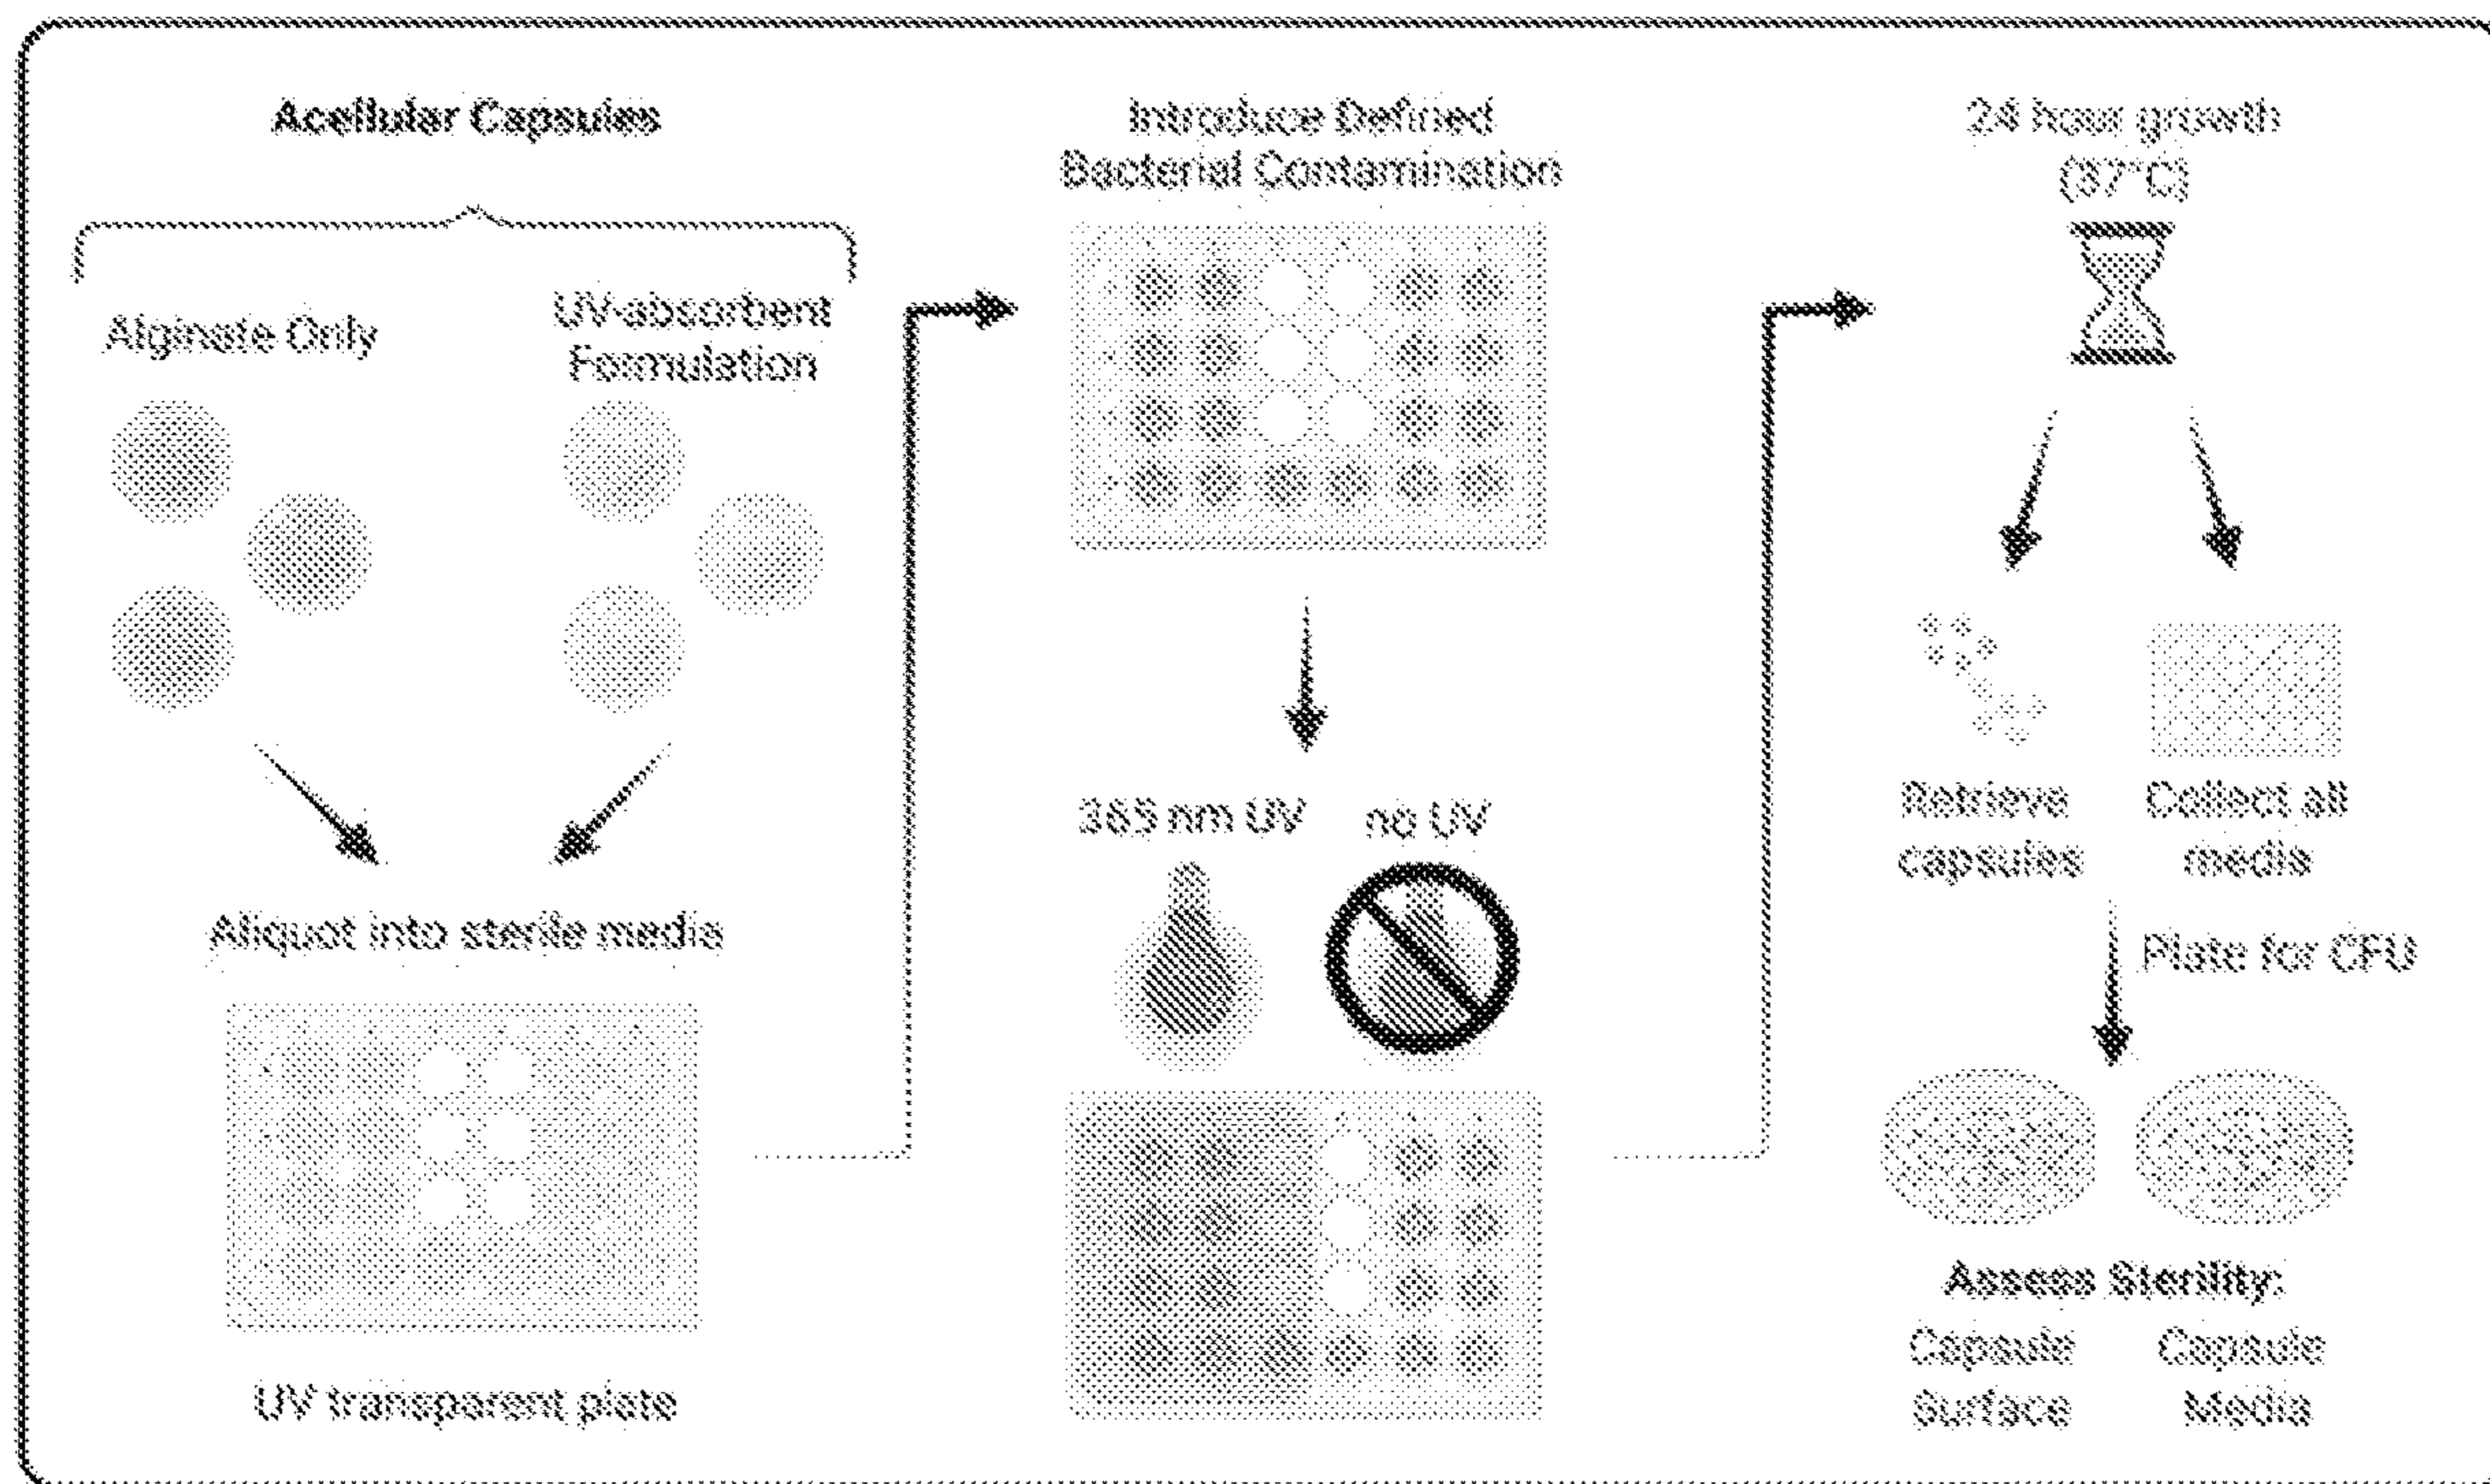 Acellular Capsules
Alginate Only
UV-absorbent
Formulation
Aliquot into sterile media
UV transparent plate
Introduce Defined
Bacterial Contamination
365 nm UV
no UV
24 hour growth
(37°C)
Retrieve
capsules
Collect all
media
Plate for CFU
Assess Sterility:
Capsule
Surface
Capsule
Media